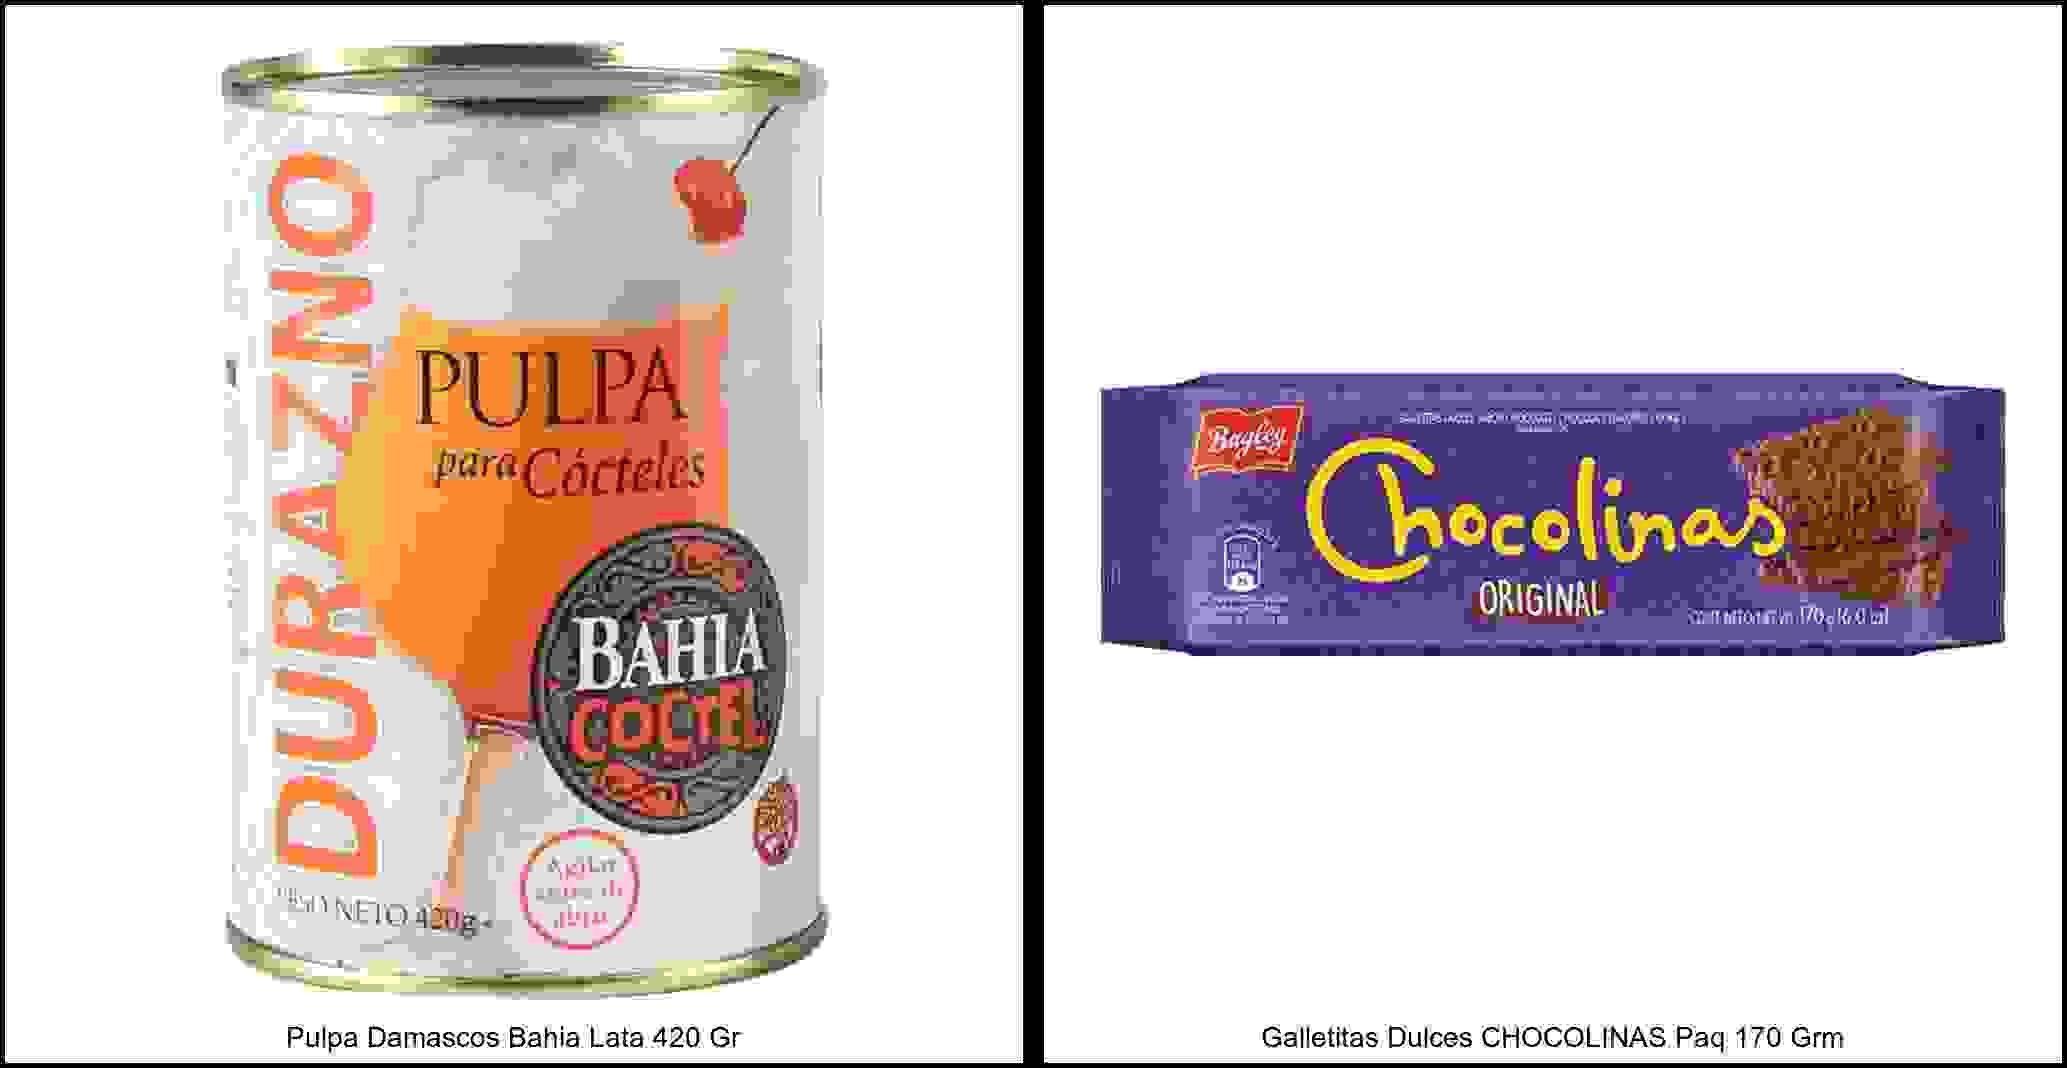 DURAZNO
PULPA
para Cócteles
BAHIA
COCTEL
PESO NETO 420g
Pulpa Damascos Bahia Lata 420 Gr
Bagley
Chocolinas
ORIGINAL
170 g
Galletitas Dulces CHOCOLINAS Paq 170 Grm